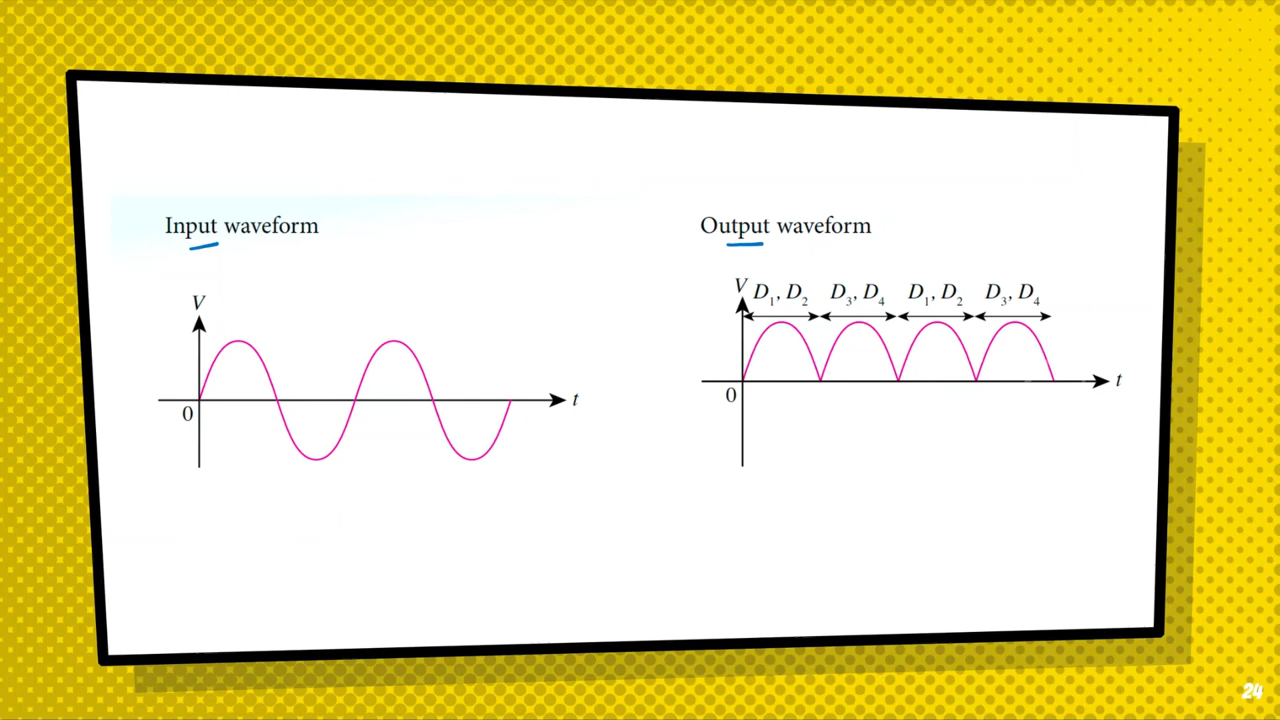 Input waveform
V
0
t
Output waveform
V D₁, D₂ D₃, D₄ D₁, D₂ D₃, D₄
0
t
24